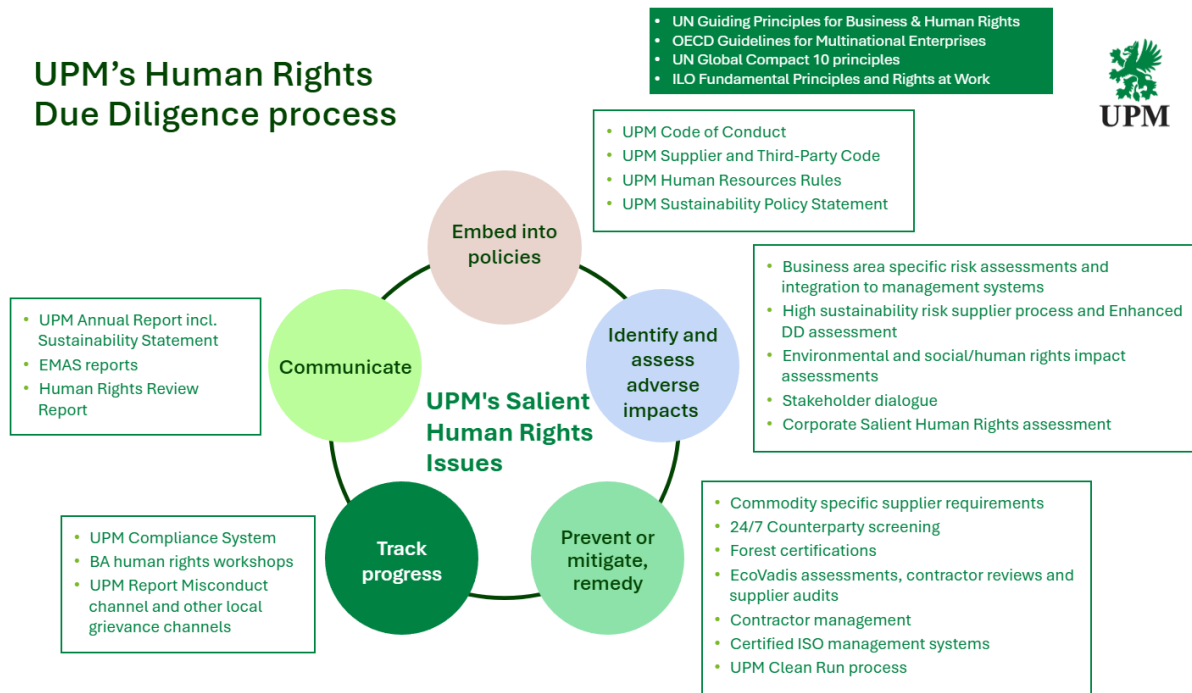 UPM's Human Rights
Due Diligence process
• UN Guiding Principles for Business & Human Rights
• OECD Guidelines for Multinational Enterprises
• UN Global Compact 10 principles
• ILO Fundamental Principles and Rights at Work
UPM
Embed into
policies
• UPM Code of Conduct
• UPM Supplier and Third-Party Code
• UPM Human Resources Rules
• UPM Sustainability Policy Statement
Identify and
assess
adverse
impacts
• Business area specific risk assessments and
integration to management systems
• High sustainability risk supplier process and Enhanced
DD assessment
• Environmental and social/human rights impact
assessments
• Stakeholder dialogue
• Corporate Salient Human Rights assessment
Prevent or
mitigate,
remedy
• Commodity specific supplier requirements
• 24/7 Counterparty screening
• Forest certifications
• EcoVadis assessments, contractor reviews and
supplier audits
• Contractor management
• Certified ISO management systems
• UPM Clean Run process
Track
progress
• UPM Compliance System
• BA human rights workshops
• UPM Report Misconduct
channel and other local
grievance channels
Communicate
• UPM Annual Report incl.
Sustainability Statement
• EMAS reports
• Human Rights Review
Report
UPM's Salient
Human Rights
Issues